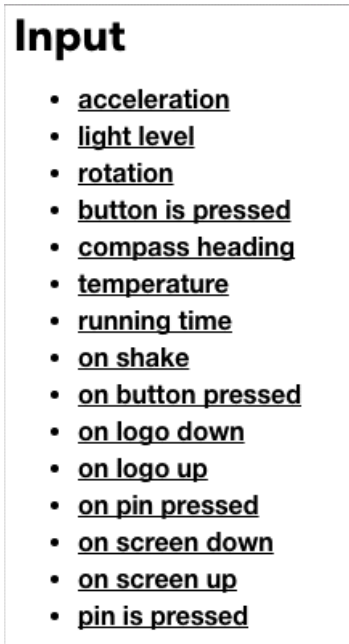 Input
acceleration
light level
rotation
button is pressed
compass heading
temperature
running time
on shake
on button pressed
on logo down
on logo up
on pin pressed
on screen down
on screen up
pin is pressed